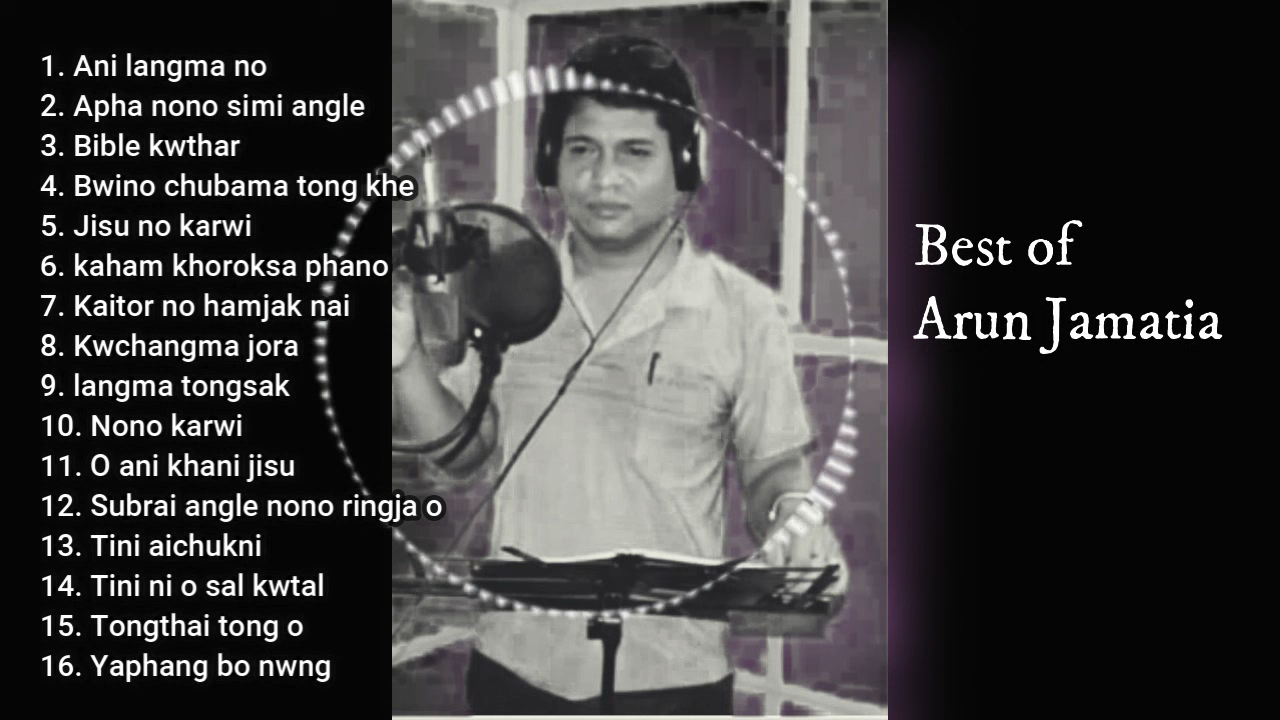 1. Ani langma no
2. Apha nono simi angle
3. Bible kwthar
4. Bwino chubama tong khe
5. Jisu no karwi
6. kaham khoroksa phano
7. Kaitor no hamjak nai
8. Kwchangma jora
9. langma tongsak
10. Nono karwi
11. O ani khani jisu
12. Subrai angle nono ringja o
13. Tini aichukni
14. Tini ni o sal kwtal
15. Tongthai tong o
16. Yaphang bo nwng
Best of
Arun Jamatia